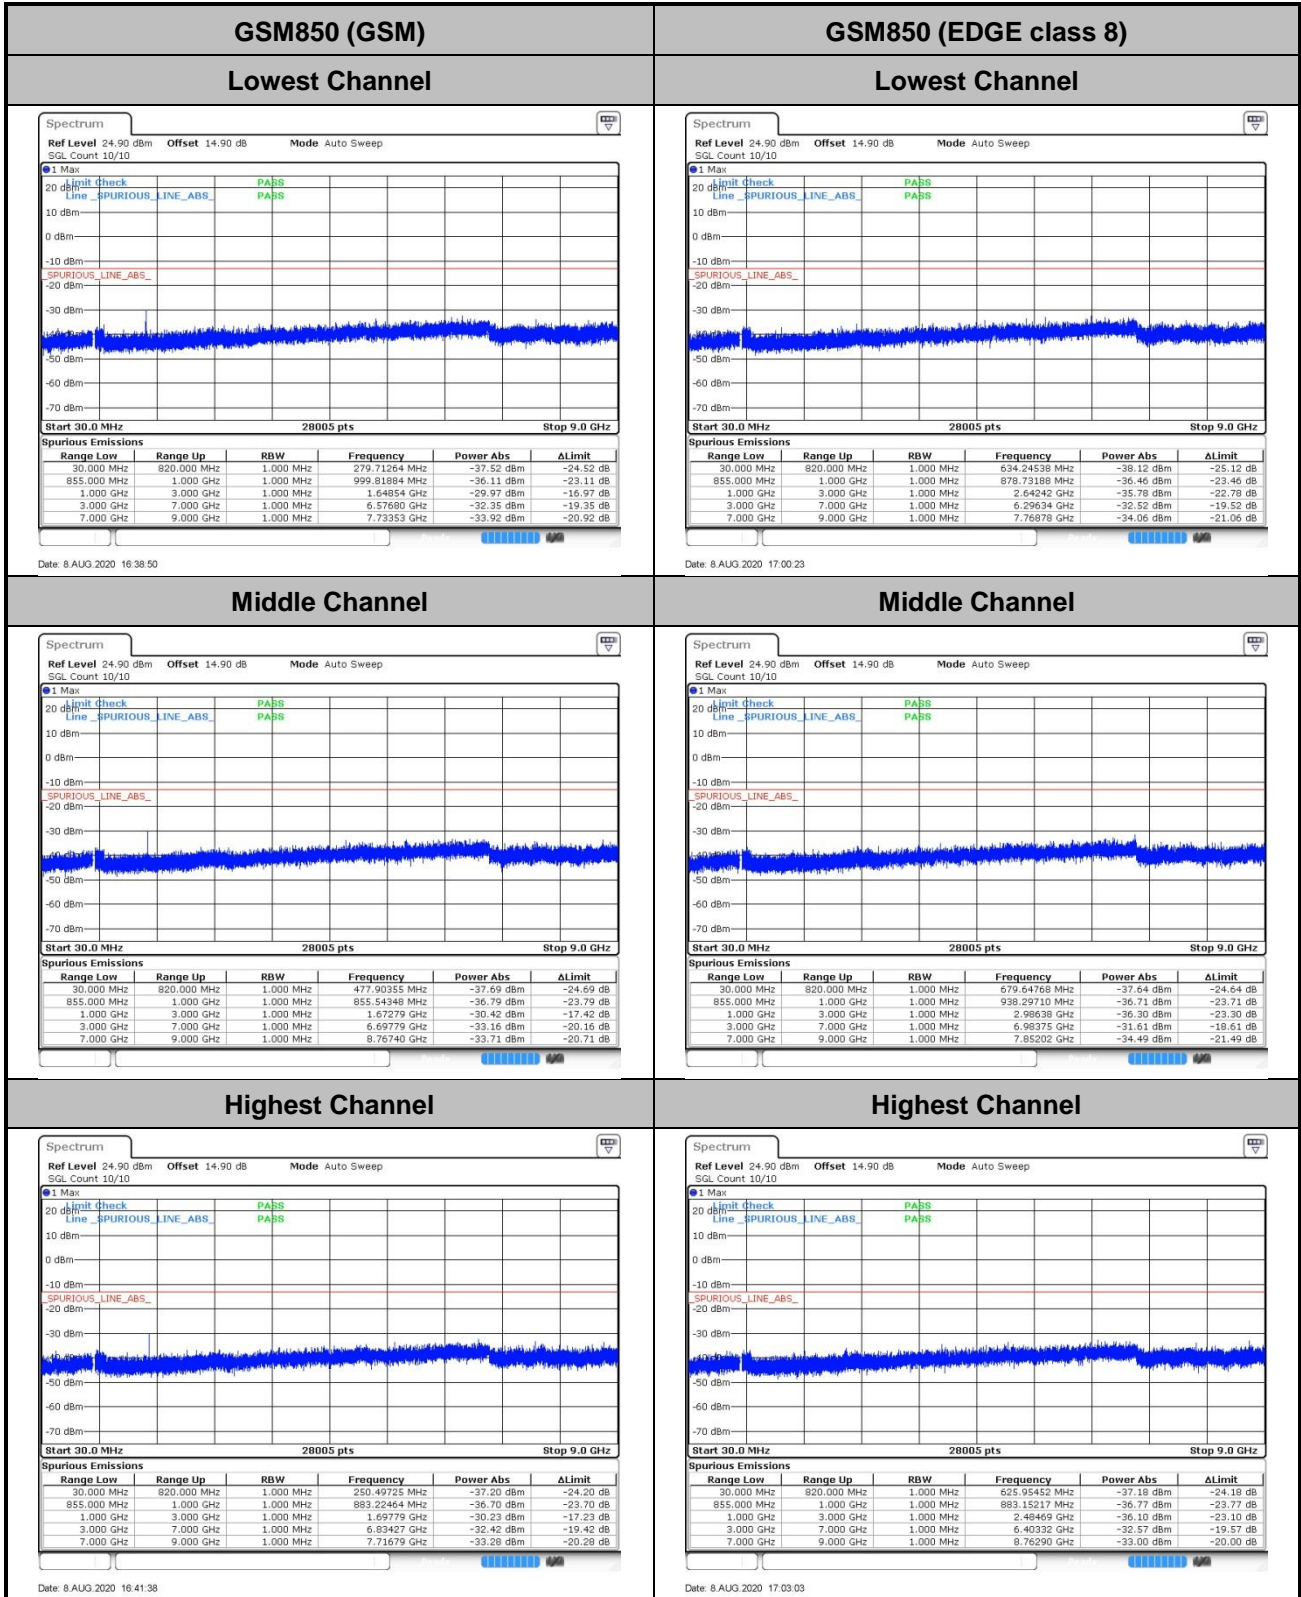 GSM850 (GSM)
GSM850 (EDGE class 8)
Lowest Channel
Lowest Channel
Spectrum
Ref Level 24.90 dBm Offset 14.90 dB Mode Auto Sweep
SGL Count 10/10
1 Max
Limit Check PASS
20 dBm
Line _SPURIOUS_LINE_ABS_ PASS
10 dBm
0 dBm
-10 dBm
_SPURIOUS_LINE_ABS_
-20 dBm
-30 dBm
-50 dBm
-60 dBm
-70 dBm
Start 30.0 MHz 28005 pts Stop 9.0 GHz
Spurious Emissions
Range Low Range Up RBW Frequency Power Abs ΔLimit
30.000 MHz 820.000 MHz 1.000 MHz 279.71264 MHz -37.52 dBm -24.52 dB
855.000 MHz 1.000 GHz 1.000 MHz 999.81884 MHz -36.11 dBm -23.11 dB
1.000 GHz 3.000 GHz 1.000 MHz 1.64854 GHz -29.97 dBm -16.97 dB
3.000 GHz 7.000 GHz 1.000 MHz 6.57680 GHz -32.35 dBm -19.35 dB
7.000 GHz 9.000 GHz 1.000 MHz 7.73353 GHz -33.92 dBm -20.92 dB
Date: 8.AUG.2020 16:38:50
Spectrum
Ref Level 24.90 dBm Offset 14.90 dB Mode Auto Sweep
SGL Count 10/10
1 Max
Limit Check PASS
20 dBm
Line _SPURIOUS_LINE_ABS_ PASS
10 dBm
0 dBm
-10 dBm
_SPURIOUS_LINE_ABS_
-20 dBm
-30 dBm
-50 dBm
-60 dBm
-70 dBm
Start 30.0 MHz 28005 pts Stop 9.0 GHz
Spurious Emissions
Range Low Range Up RBW Frequency Power Abs ΔLimit
30.000 MHz 820.000 MHz 1.000 MHz 634.24538 MHz -38.12 dBm -25.12 dB
855.000 MHz 1.000 GHz 1.000 MHz 878.73188 MHz -36.46 dBm -23.46 dB
1.000 GHz 3.000 GHz 1.000 MHz 2.64242 GHz -35.78 dBm -22.78 dB
3.000 GHz 7.000 GHz 1.000 MHz 6.29634 GHz -32.52 dBm -19.52 dB
7.000 GHz 9.000 GHz 1.000 MHz 7.76878 GHz -34.06 dBm -21.06 dB
Date: 8.AUG.2020 17:00:23
Middle Channel
Middle Channel
Spectrum
Ref Level 24.90 dBm Offset 14.90 dB Mode Auto Sweep
SGL Count 10/10
1 Max
Limit Check PASS
20 dBm
Line _SPURIOUS_LINE_ABS_ PASS
10 dBm
0 dBm
-10 dBm
_SPURIOUS_LINE_ABS_
-20 dBm
-30 dBm
-50 dBm
-60 dBm
-70 dBm
Start 30.0 MHz 28005 pts Stop 9.0 GHz
Spurious Emissions
Range Low Range Up RBW Frequency Power Abs ΔLimit
30.000 MHz 820.000 MHz 1.000 MHz 477.90355 MHz -37.69 dBm -24.69 dB
855.000 MHz 1.000 GHz 1.000 MHz 855.54348 MHz -36.79 dBm -23.79 dB
1.000 GHz 3.000 GHz 1.000 MHz 1.67279 GHz -30.42 dBm -17.42 dB
3.000 GHz 7.000 GHz 1.000 MHz 6.69779 GHz -33.16 dBm -20.16 dB
7.000 GHz 9.000 GHz 1.000 MHz 8.76740 GHz -33.71 dBm -20.71 dB
Spectrum
Ref Level 24.90 dBm Offset 14.90 dB Mode Auto Sweep
SGL Count 10/10
1 Max
Limit Check PASS
20 dBm
Line _SPURIOUS_LINE_ABS_ PASS
10 dBm
0 dBm
-10 dBm
_SPURIOUS_LINE_ABS_
-20 dBm
-30 dBm
-50 dBm
-60 dBm
-70 dBm
Start 30.0 MHz 28005 pts Stop 9.0 GHz
Spurious Emissions
Range Low Range Up RBW Frequency Power Abs ΔLimit
30.000 MHz 820.000 MHz 1.000 MHz 679.64768 MHz -37.64 dBm -24.64 dB
855.000 MHz 1.000 GHz 1.000 MHz 938.29710 MHz -36.71 dBm -23.71 dB
1.000 GHz 3.000 GHz 1.000 MHz 2.98638 GHz -36.30 dBm -23.30 dB
3.000 GHz 7.000 GHz 1.000 MHz 6.98375 GHz -31.61 dBm -18.61 dB
7.000 GHz 9.000 GHz 1.000 MHz 7.85202 GHz -34.49 dBm -21.49 dB
Highest Channel
Highest Channel
Spectrum
Ref Level 24.90 dBm Offset 14.90 dB Mode Auto Sweep
SGL Count 10/10
1 Max
Limit Check PASS
20 dBm
Line _SPURIOUS_LINE_ABS_ PASS
10 dBm
0 dBm
-10 dBm
_SPURIOUS_LINE_ABS_
-20 dBm
-30 dBm
-50 dBm
-60 dBm
-70 dBm
Start 30.0 MHz 28005 pts Stop 9.0 GHz
Spurious Emissions
Range Low Range Up RBW Frequency Power Abs ΔLimit
30.000 MHz 820.000 MHz 1.000 MHz 250.49725 MHz -37.20 dBm -24.20 dB
855.000 MHz 1.000 GHz 1.000 MHz 883.22464 MHz -36.70 dBm -23.70 dB
1.000 GHz 3.000 GHz 1.000 MHz 1.69779 GHz -30.23 dBm -17.23 dB
3.000 GHz 7.000 GHz 1.000 MHz 6.83427 GHz -32.42 dBm -19.42 dB
7.000 GHz 9.000 GHz 1.000 MHz 7.71679 GHz -33.28 dBm -20.28 dB
Date: 8.AUG.2020 16:41:38
Spectrum
Ref Level 24.90 dBm Offset 14.90 dB Mode Auto Sweep
SGL Count 10/10
1 Max
Limit Check PASS
20 dBm
Line _SPURIOUS_LINE_ABS_ PASS
10 dBm
0 dBm
-10 dBm
_SPURIOUS_LINE_ABS_
-20 dBm
-30 dBm
-50 dBm
-60 dBm
-70 dBm
Start 30.0 MHz 28005 pts Stop 9.0 GHz
Spurious Emissions
Range Low Range Up RBW Frequency Power Abs ΔLimit
30.000 MHz 820.000 MHz 1.000 MHz 625.95452 MHz -37.18 dBm -24.18 dB
855.000 MHz 1.000 GHz 1.000 MHz 883.15217 MHz -36.77 dBm -23.77 dB
1.000 GHz 3.000 GHz 1.000 MHz 2.48469 GHz -36.10 dBm -23.10 dB
3.000 GHz 7.000 GHz 1.000 MHz 6.40332 GHz -32.57 dBm -19.57 dB
7.000 GHz 9.000 GHz 1.000 MHz 8.76290 GHz -33.00 dBm -20.00 dB
Date: 8.AUG.2020 17:03:03